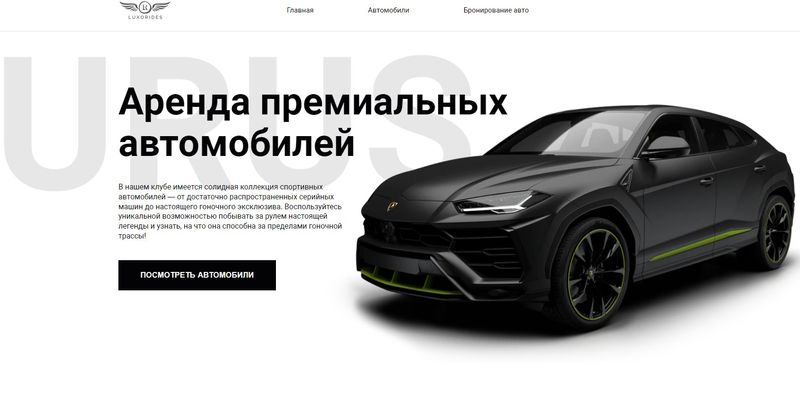 LUXORIDES
Главная
Автомобили
Бронирование авто
URUS
Аренда премиальных
автомобилей
В нашем клубе имеется солидная коллекция спортивных
автомобилей — от достаточно распространенных серийных
машин до настоящего гоночного эксклюзива. Воспользуйтесь
уникальной возможностью побывать за рулем настоящей
легенды и узнать, на что она способна за пределами гоночной
трассы!
ПОСМОТРЕТЬ АВТОМОБИЛИ